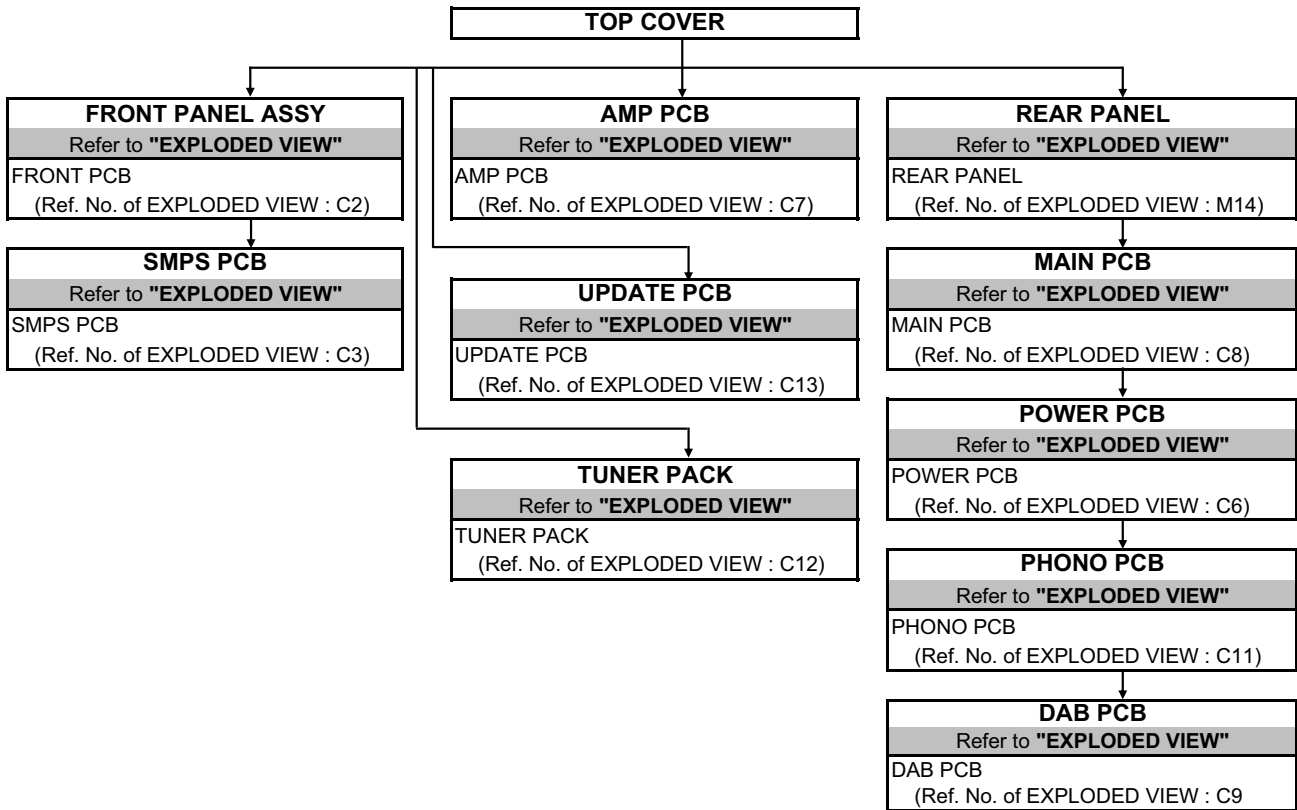 TOP COVER
FRONT PANEL ASSY
Refer to "EXPLODED VIEW"
FRONT PCB
(Ref. No. of EXPLODED VIEW : C2)
SMPS PCB
Refer to "EXPLODED VIEW"
SMPS PCB
(Ref. No. of EXPLODED VIEW : C3)
AMP PCB
Refer to "EXPLODED VIEW"
AMP PCB
(Ref. No. of EXPLODED VIEW : C7)
UPDATE PCB
Refer to "EXPLODED VIEW"
UPDATE PCB
(Ref. No. of EXPLODED VIEW : C13)
TUNER PACK
Refer to "EXPLODED VIEW"
TUNER PACK
(Ref. No. of EXPLODED VIEW : C12)
REAR PANEL
Refer to "EXPLODED VIEW"
REAR PANEL
(Ref. No. of EXPLODED VIEW : M14)
MAIN PCB
Refer to "EXPLODED VIEW"
MAIN PCB
(Ref. No. of EXPLODED VIEW : C8)
POWER PCB
Refer to "EXPLODED VIEW"
POWER PCB
(Ref. No. of EXPLODED VIEW : C6)
PHONO PCB
Refer to "EXPLODED VIEW"
PHONO PCB
(Ref. No. of EXPLODED VIEW : C11)
DAB PCB
Refer to "EXPLODED VIEW"
DAB PCB
(Ref. No. of EXPLODED VIEW : C9